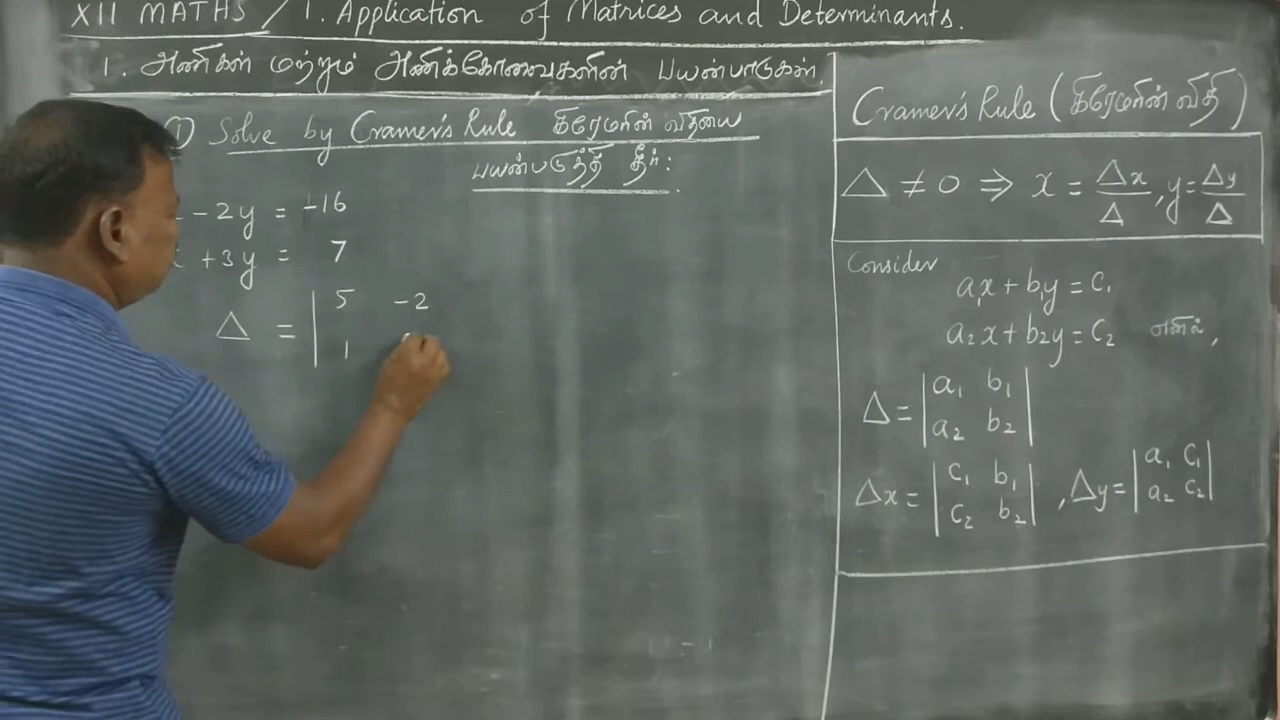 XII MATHS / 1. Application of Matrices and Determinants.
1. அணிகள் மற்றும் அணிக்கோவைகளின் பயன்பாடுகள்.
① Solve by Cramer's Rule கிரேமரின் விதியை
பயன்படுத்தி தீர்:
- 2y = -16
+3y = 7
Δ = | 5 -2
1
Cramer's Rule (கிரேமரின் விதி)
Δ ≠ 0 ⇒ x = Δx/Δ, y = Δy/Δ
Consider
a₁x + b₁y = c₁
a₂x + b₂y = c₂ எனில்,
Δ = | a₁ b₁ |
| a₂ b₂ |
Δx = | c₁ b₁ | , Δy = | a₁ c₁ |
| c₂ b₂ | | a₂ c₂ |